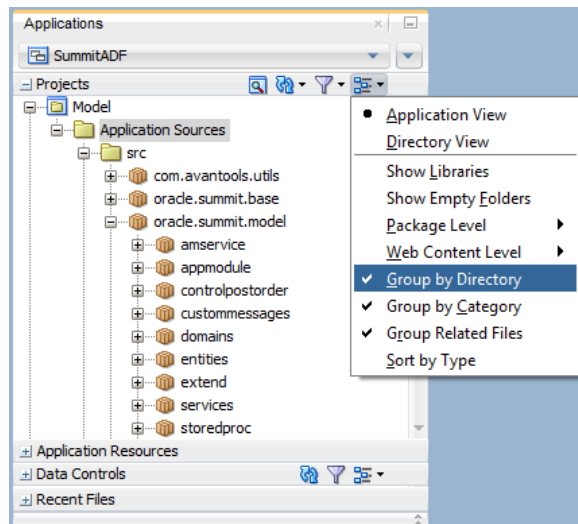 Applications
SummitADF
Projects
Model
Application Sources
src
com.avantools.utils
oracle.summit.base
oracle.summit.model
amservice
appmodule
controlpostorder
custommessages
domains
entities
extend
services
storedproc
Application Resources
Data Controls
Recent Files
Application View
Directory View
Show Libraries
Show Empty Folders
Package Level
Web Content Level
Group by Directory
Group by Category
Group Related Files
Sort by Type